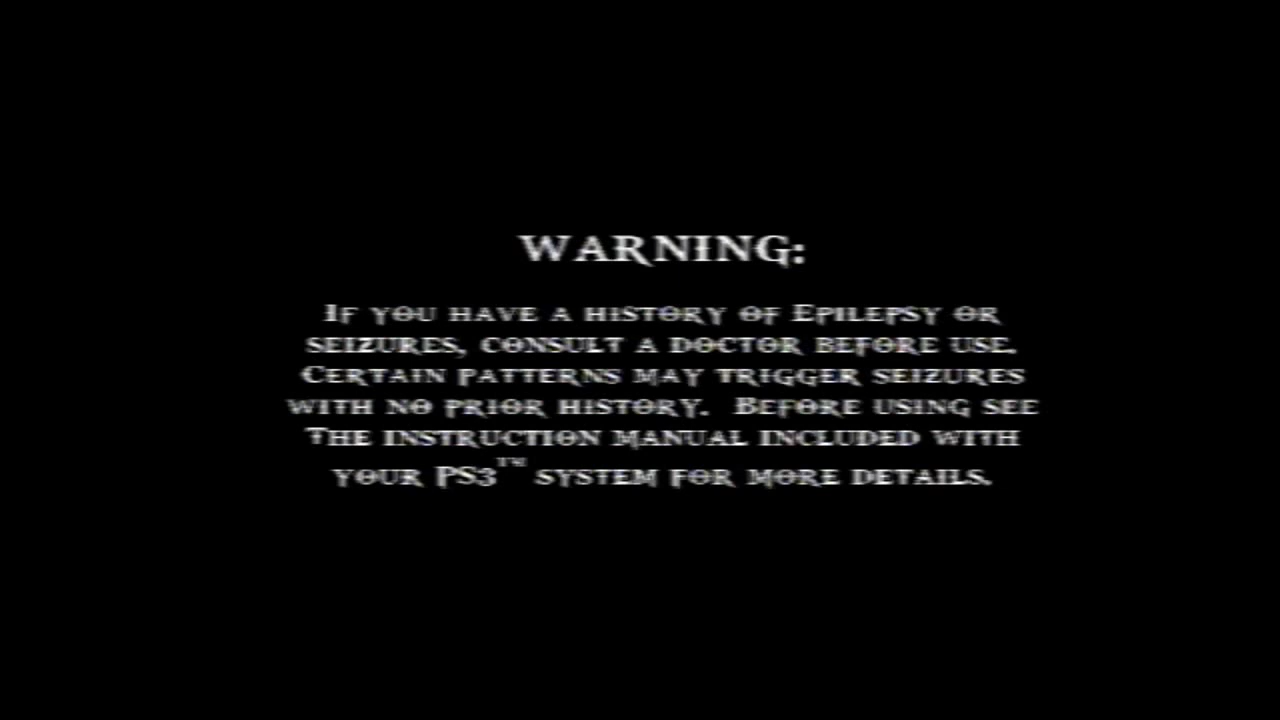 WARNING:
If you have a history of Epilepsy or
seizures, consult a doctor before use.
Certain patterns may trigger seizures
with no prior history.  Before using see
The instruction manual included with
your PS3™ system for more details.